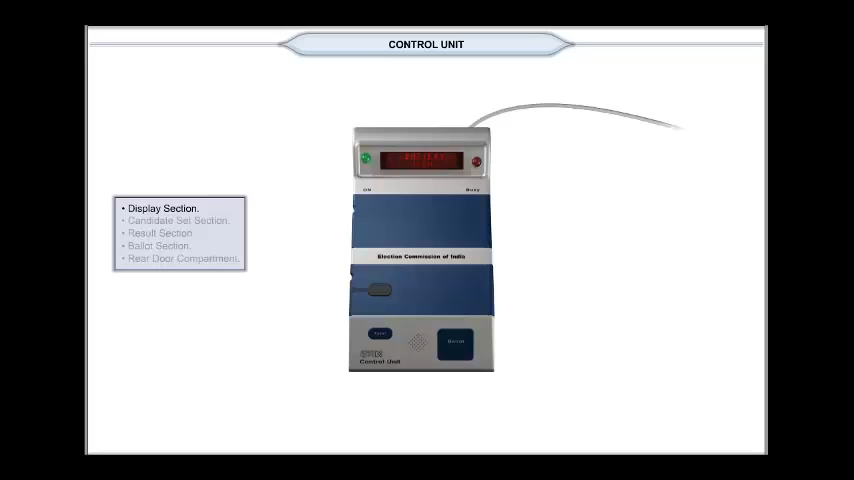 CONTROL UNIT
ON
Busy
• Display Section.
• Candidate Set Section.
• Result Section
• Ballot Section.
• Rear Door Compartment.
Election Commission of India
Ballot
Control Unit